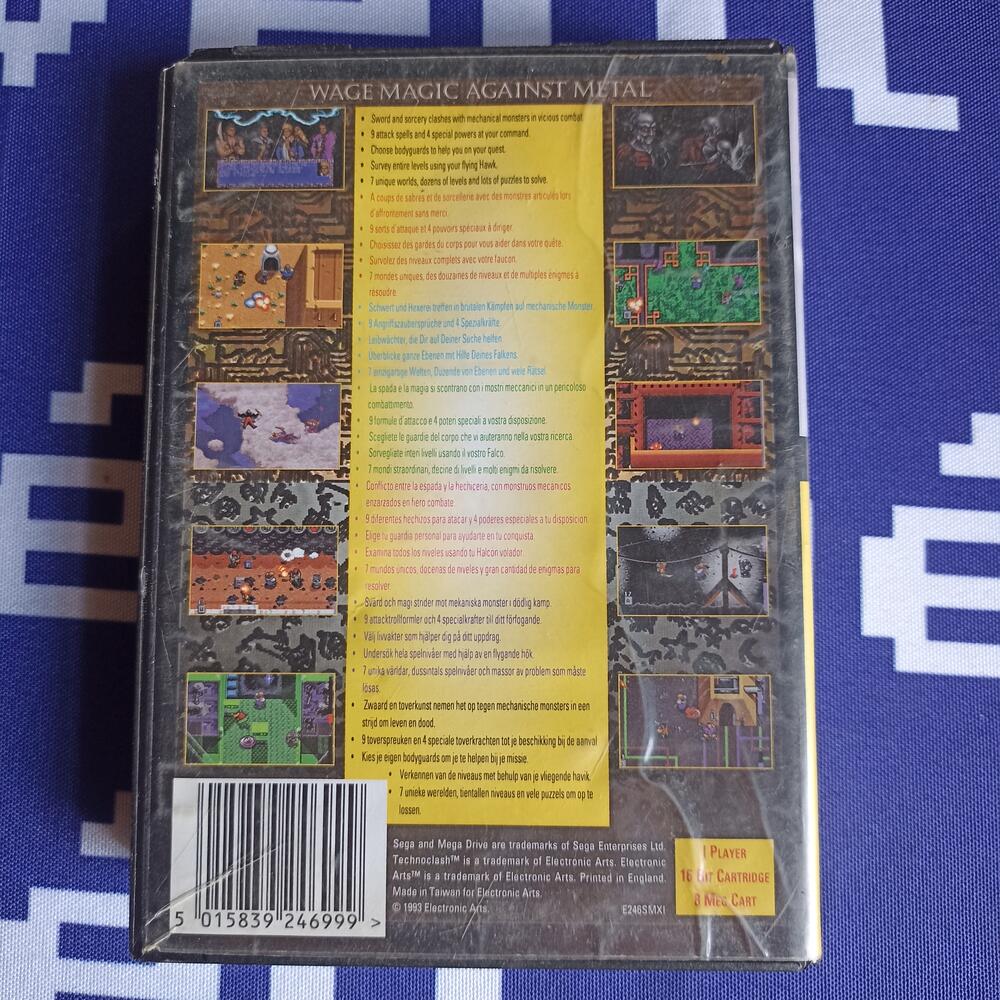 WAGE MAGIC AGAINST METAL
• Sword and sorcery clashes with mechanical monsters in vicious combat.
• 9 attack spells and 4 special powers at your command.
• Choose bodyguards to help you on your quest.
• Survey entire levels using your flying Hawk.
• 7 unique worlds, dozens of levels and lots of puzzles to solve.
• A coups de sabres et de sorcellerie avec des monstres articulés lors
d'affrontement sans merci.
• 9 sorts d'attaque et 4 pouvoirs spéciaux à diriger.
• Choisissez des gardes du corps pour vous aider dans votre quête.
• Survolez des niveaux complets avec votre faucon.
• 7 mondes uniques, des douzaines de niveaux et de multiples énigmes à
résoudre.
• Schwert und Hexerei treffen in brutalen Kämpfen auf mechanische Monster.
• 9 Angriffszaubersprüche und 4 Spezialkräfte.
• Leibwächter, die Dir auf Deiner Suche helfen.
• Überblicke ganze Ebenen mit Hilfe Deines Falkens.
• 7 einzigartige Welten, Duzende von Ebenen und viele Rätsel.
• La spada e la magia si scontrano con i mostri meccanici in un pericoloso
combattimento.
• 9 formule d'attacco e 4 poteri speciali a vostra disposizione.
• Scegliete le guardie del corpo che vi aiuteranno nella vostra ricerca.
• Sorvegliate interi livelli usando il vostro Falco.
• 7 mondi straordinari, decine di livelli e molti enigmi da risolvere.
• Conflicto entre la espada y la hechicería, con monstruos mecánicos
enzarzados en fiero combate.
• 9 diferentes hechizos para atacar y 4 poderes especiales a tu disposicion.
• Elige tu guardia personal para ayudarte en tu conquista.
• Examina todos los niveles usando tu Halcon volador.
• 7 mundos únicos, docenas de niveles y gran cantidad de enigmas para
resolver.
• Svärd och magi strider mot mekaniska monster i dödlig kamp.
• 9 attacktrollformler och 4 specialkrafter till ditt förfogande.
• Välj livvakter som hjälper dig på ditt uppdrag.
• Undersök hela spelnivåer med hjälp av en flygande hök.
• 7 unika världar, dussintals spelnivåer och massor av problem som måste
lösas.
• Zwaard en toverkunst nemen het op tegen mechanische monsters in een
strijd om leven en dood.
• 9 toverspreuken en 4 speciale toverkrachten tot je beschikking bij de aanval
• Kies je eigen bodyguards om je te helpen bij je missie.
• Verkennen van de niveaus met behulp van je vliegende havik.
• 7 unieke werelden, tientallen niveaus en vele puzzels om op te
lossen.
Sega and Mega Drive are trademarks of Sega Enterprises Ltd.
Technoclash™ is a trademark of Electronic Arts. Electronic
Arts™ is a trademark of Electronic Arts. Printed in England.
Made in Taiwan for Electronic Arts.
© 1993 Electronic Arts.
E246SMXI
1 PLAYER
16 BIT CARTRIDGE
8 MEG CART
5 015839 246999 >